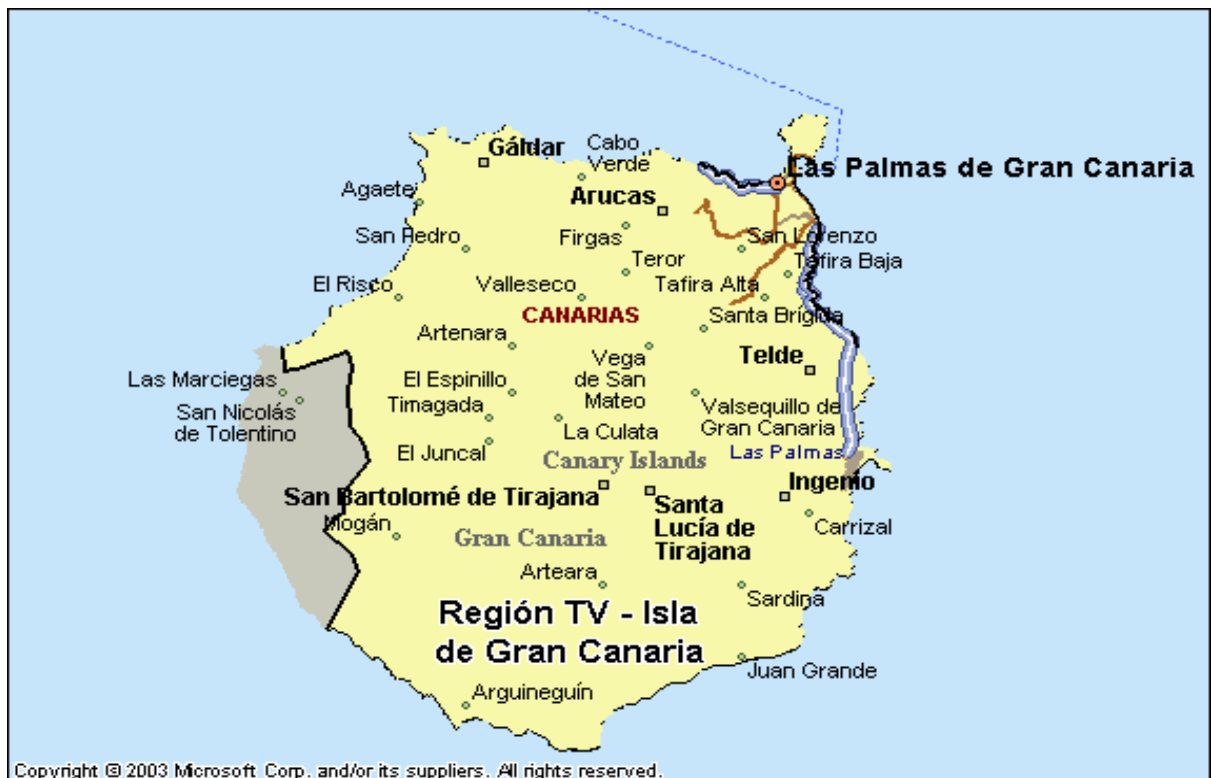 Cabo
Verde
Gáldar
Las Palmas de Gran Canaria
Agaete
Arucas
San Pedro
Firgas
San Lorenzo
Teror
Tafira Baja
El Risco
Valleseco
Tafira Alta
CANARIAS
Santa Brígida
Artenara
Vega
de San
Mateo
Telde
Las Marciegas
El Espinillo
San Nicolás
de Tolentino
Timagada
Valsequillo de
Gran Canaria
La Culata
El Juncal
Las Palmas
Canary Islands
Ingenio
San Bartolomé de Tirajana
Santa
Lucía de
Tirajana
Mogán
Gran Canaria
Carrizal
Arteara
Sardina
Región TV - Isla
de Gran Canaria
Juan Grande
Arguineguín
Copyright © 2003 Microsoft Corp. and/or its suppliers. All rights reserved.